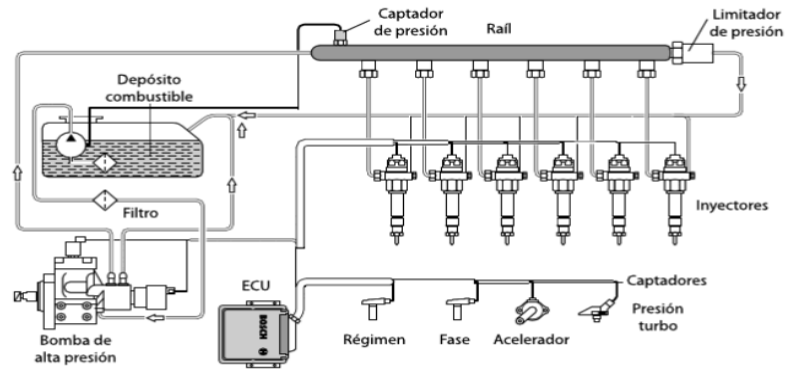 Captador
de presión
Raíl
Limitador
de presión
Depósito
combustible
Filtro
Inyectores
ECU
BOSCH
Captadores
Régimen
Fase
Acelerador
Presión
turbo
Bomba de
alta presión